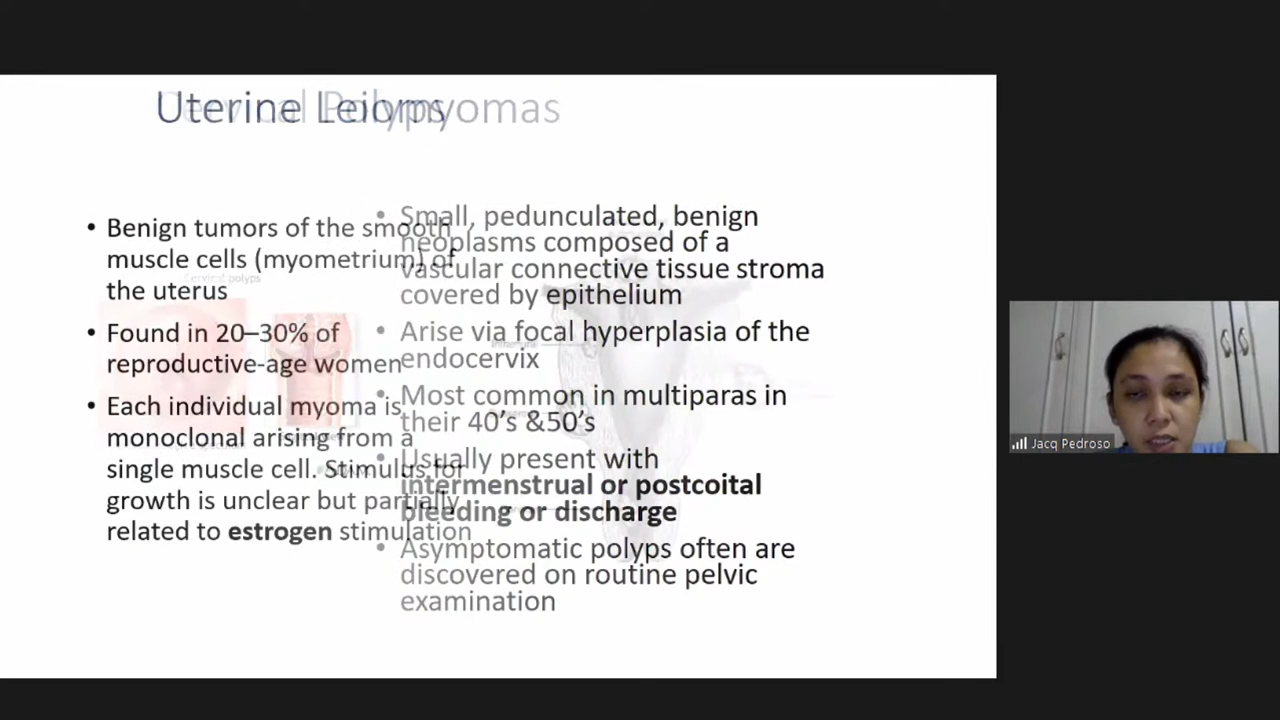 Uterine Leiomyomas
Cervical Polyps
• Benign tumors of the smooth
muscle cells (myometrium) of
the uterus
• Found in 20–30% of
reproductive-age women
• Each individual myoma is
monoclonal arising from a
single muscle cell. Stimulus for
growth is unclear but partially
related to estrogen stimulation
• Small, pedunculated, benign
neoplasms composed of a
vascular connective tissue stroma
covered by epithelium
• Arise via focal hyperplasia of the
endocervix
• Most common in multiparas in
their 40's &50's
• Usually present with
intermenstrual or postcoital
bleeding or discharge
• Asymptomatic polyps often are
discovered on routine pelvic
examination
Cervical polyps
Jacq Pedroso